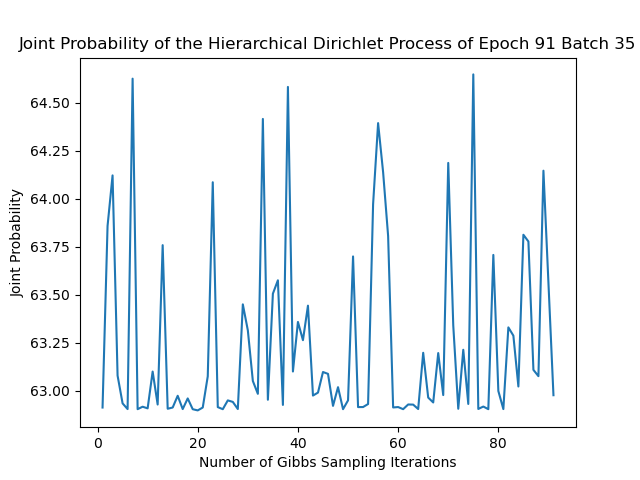 Joint Probability of the Hierarchical Dirichlet Process of Epoch 91 Batch 35
64.50
64.25
64.00
63.75
63.50
63.25
63.00
Joint Probability
0 20 40 60 80
Number of Gibbs Sampling Iterations